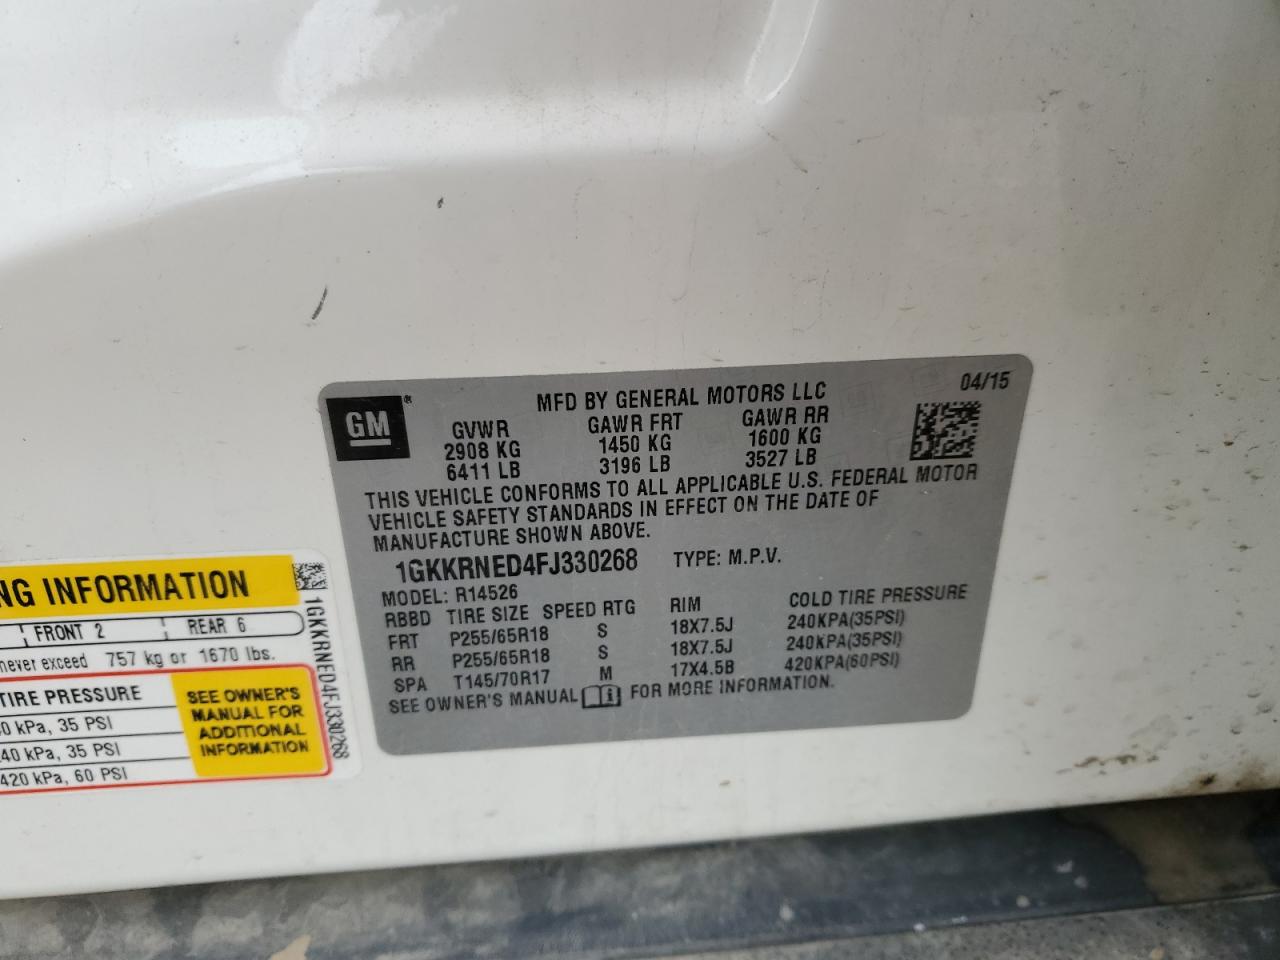 GM ®
MFD BY GENERAL MOTORS LLC
04/15
GVWR GAWR FRT GAWR RR
2908 KG 1450 KG 1600 KG
6411 LB 3196 LB 3527 LB
THIS VEHICLE CONFORMS TO ALL APPLICABLE U.S. FEDERAL MOTOR
VEHICLE SAFETY STANDARDS IN EFFECT ON THE DATE OF
MANUFACTURE SHOWN ABOVE.
1GKKRNED4FJ330268 TYPE: M.P.V.
MODEL: R14526
RBBD TIRE SIZE SPEED RTG RIM COLD TIRE PRESSURE
FRT P255/65R18 S 18X7.5J 240KPA(35PSI)
RR P255/65R18 S 18X7.5J 240KPA(35PSI)
SPA T145/70R17 M 17X4.5B 420KPA(60PSI)
SEE OWNER'S MANUAL FOR MORE INFORMATION.
NG INFORMATION
FRONT 2 REAR 6
never exceed 757 kg or 1670 lbs.
TIRE PRESSURE
0 kPa, 35 PSI
40 kPa, 35 PSI
420 kPa, 60 PSI
SEE OWNER'S
MANUAL FOR
ADDITIONAL
INFORMATION
1GKKRNED4FJ330268